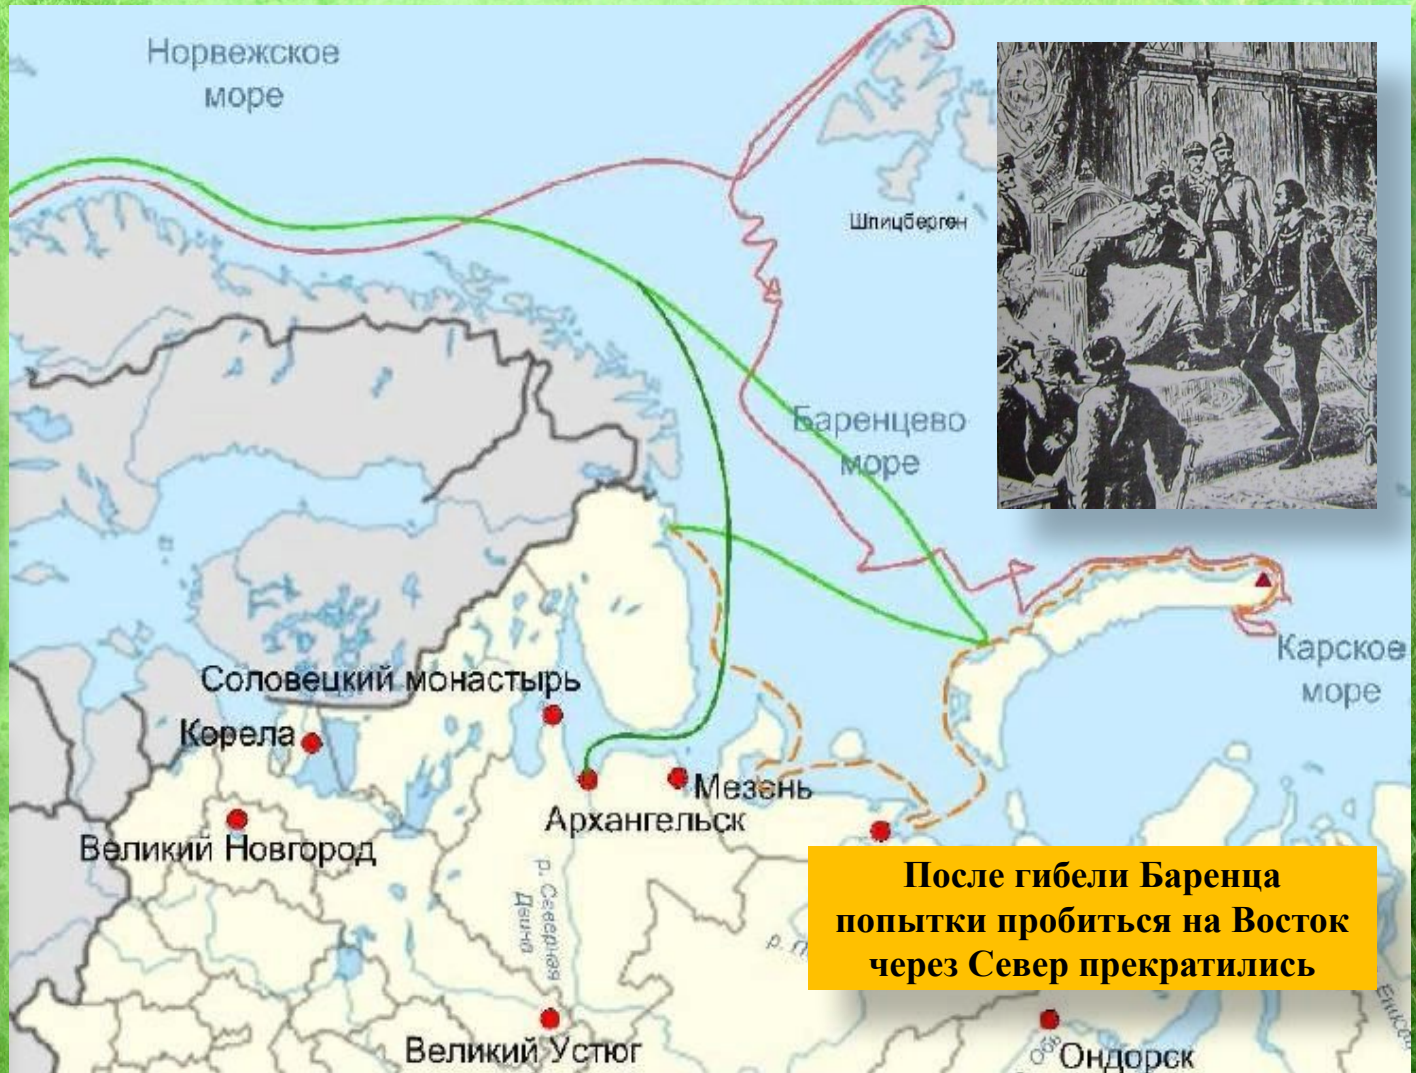 Норвежское
море
Шпицберген
Баренцево
море
Карское
море
Соловецкий монастырь
Корела
Мезень
Архангельск
Великий Новгород
р. Северная
Двина
После гибели Баренца
попытки пробиться на Восток
через Север прекратились
р.
Великий Устюг
Обь
Ондорск